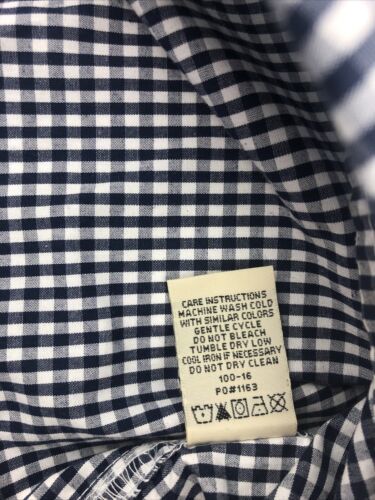 CARE INSTRUCTIONS
MACHINE WASH COLD
WITH SIMILAR COLORS
GENTLE CYCLE
DO NOT BLEACH
TUMBLE DRY LOW
COOL IRON IF NEEDED
DO NOT DRY CLEAN
100-16
PO#1163